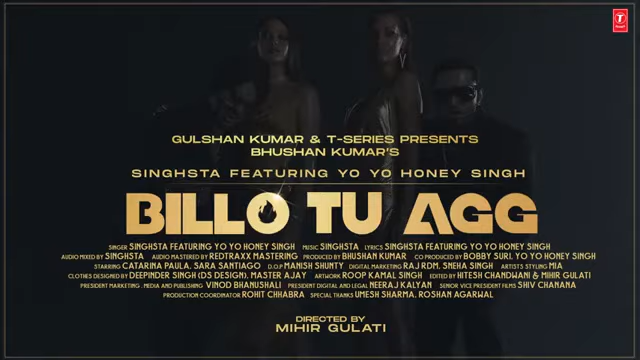 T
GULSHAN KUMAR & T-SERIES PRESENTS
BHUSHAN KUMAR'S
SINGHSTA FEATURING YO YO HONEY SINGH
BILLO TU AGG
SINGER SINGHSTA FEATURING YO YO HONEY SINGH MUSIC SINGHSTA LYRICS SINGHSTA FEATURING YO YO HONEY SINGH
AUDIO MIXED BY SINGHSTA AUDIO MASTERED BY REDTRAXX MASTERING PRODUCED BY BHUSHAN KUMAR CO PRODUCED BY BOBBY SURI, YO YO HONEY SINGH
STARRING CATARINA PAULA, SARA SANTIAGO D.O.P MANISH SHUNTY DIGITAL MARKETING RAJ RDM, SNEHA SINGH ARTISTS STYLING MIA
CLOTHES DESIGNED BY DEEPINDER SINGH (DS DESIGN), MASTER AJAY ARTWORK ROOP KAMAL SINGH EDITED BY HITESH CHANDWANI & MIHIR GULATI
PRESIDENT MARKETING , MEDIA AND PUBLISHING VINOD BHANUSHALI PRESIDENT DIGITAL AND LEGAL NEERAJ KALYAN SENIOR VICE PRESIDENT FILMS SHIV CHANANA
PRODUCTION COORDINATOR ROHIT CHHABRA SPECIAL THANKS UMESH SHARMA, ROSHAN AGARWAL
DIRECTED BY
MIHIR GULATI